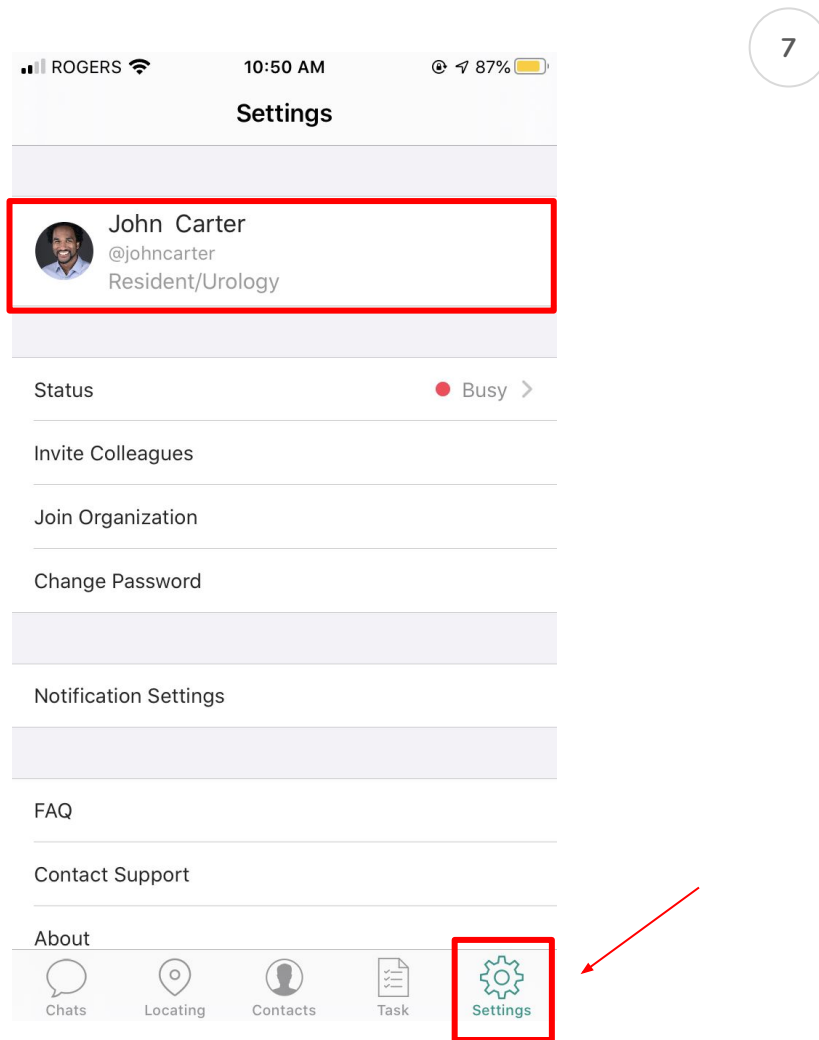 7
ROGERS 10:50 AM 87%
Settings
John Carter
@johncarter
Resident/Urology
Status Busy
Invite Colleagues
Join Organization
Change Password
Notification Settings
FAQ
Contact Support
About
Chats Locating Contacts Task Settings